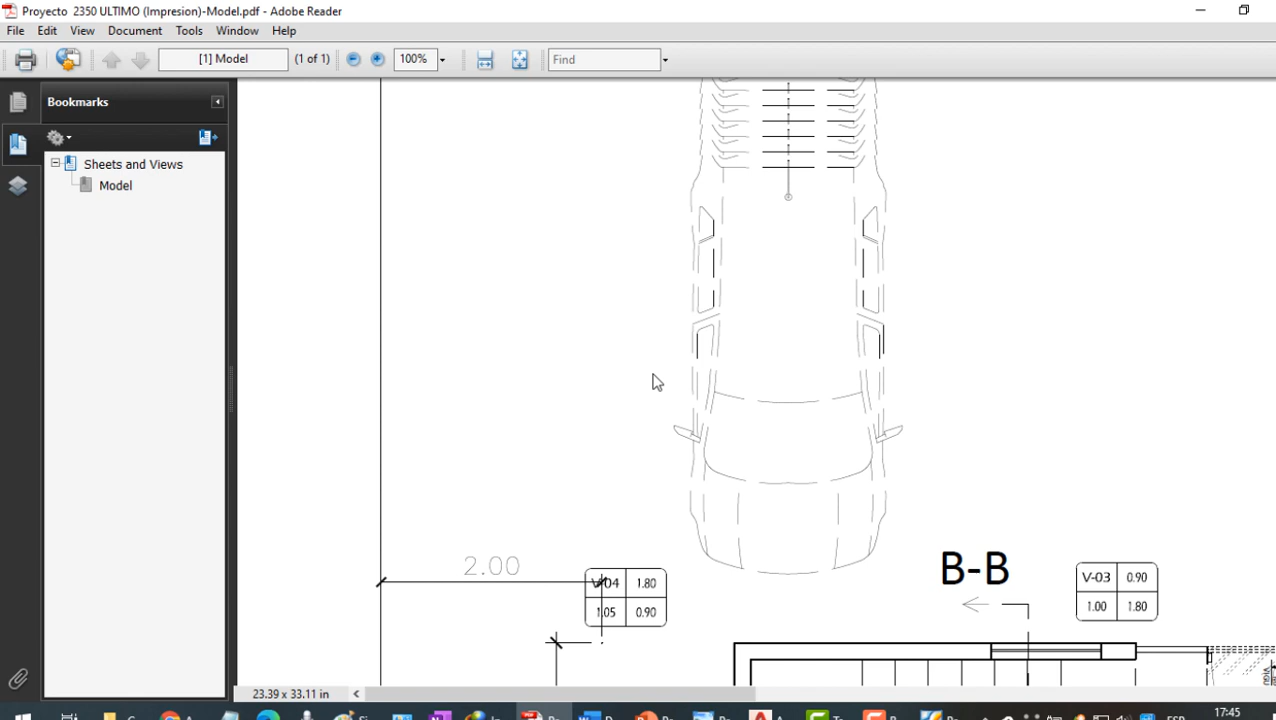 Proyecto 2350 ULTIMO (Impresion)-Model.pdf - Adobe Reader
File Edit View Document Tools Window Help
[1] Model (1 of 1) 100% Find
Bookmarks
Sheets and Views
Model
2.00
V-04 1.80
1.05 0.90
B-B
V-03 0.90
1.00 1.80
23.39 x 33.11 in
17:45